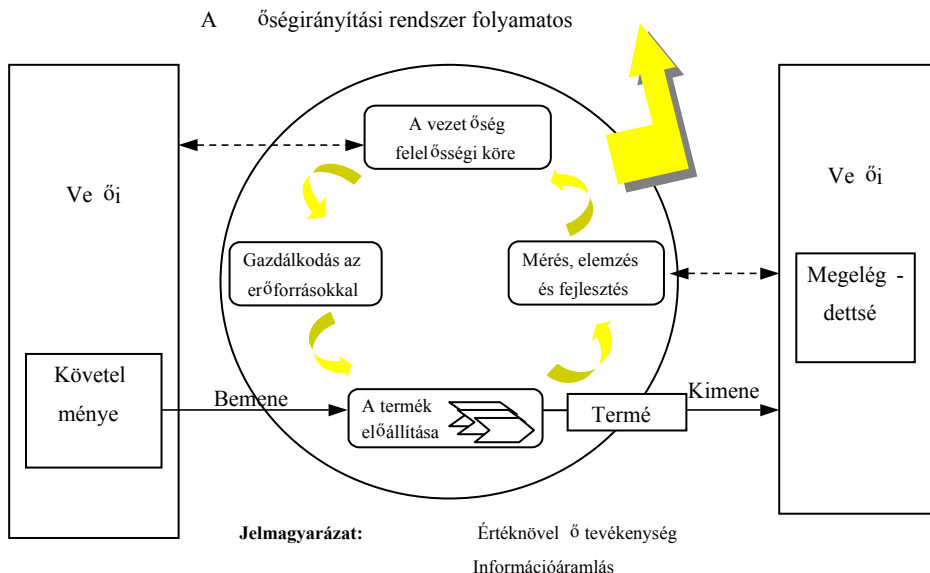 A őségirányítási rendszer folyamatos
A vezet őség
felel ősségi köre
Ve ői
Ve ői
Gazdálkodás az
erőforrásokkal
Mérés, elemzés
és fejlesztés
Megelég -
dettsé
Követel
ménye
Bemene
A termék
előállítása
Termé
Kimene
Jelmagyarázat:
Értéknövel ő tevékenység
Információáramlás